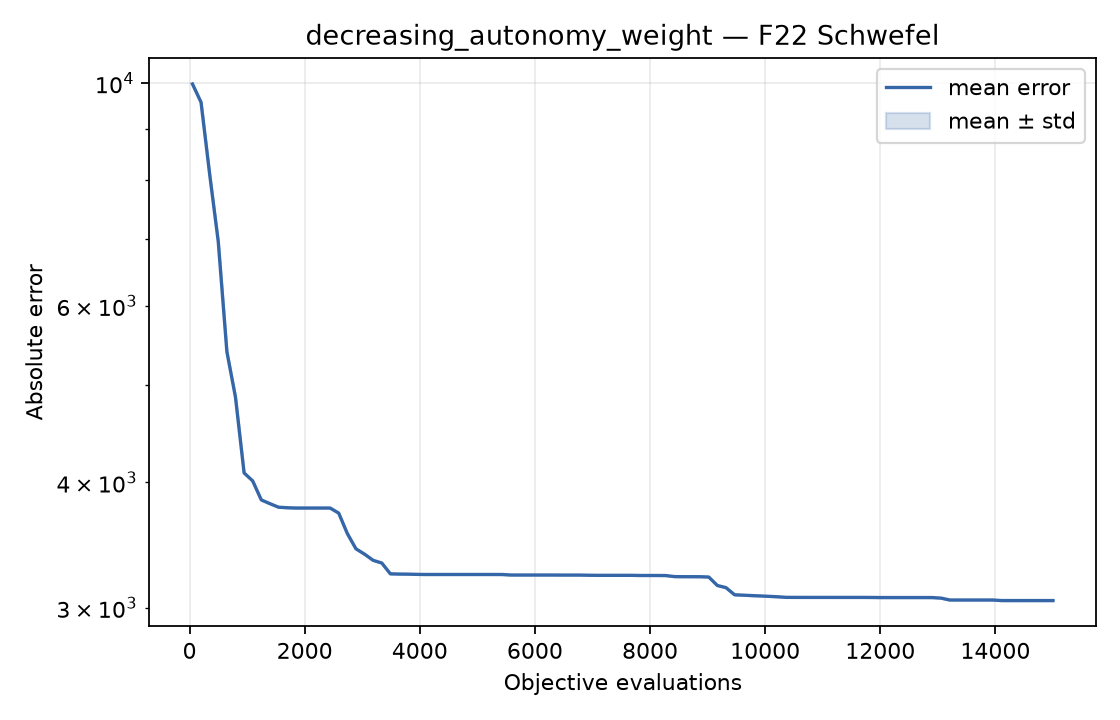 decreasing_autonomy_weight — F22 Schwefel
mean error
mean ± std
Absolute error
10⁴
6 × 10³
4 × 10³
3 × 10³
0 2000 4000 6000 8000 10000 12000 14000
Objective evaluations